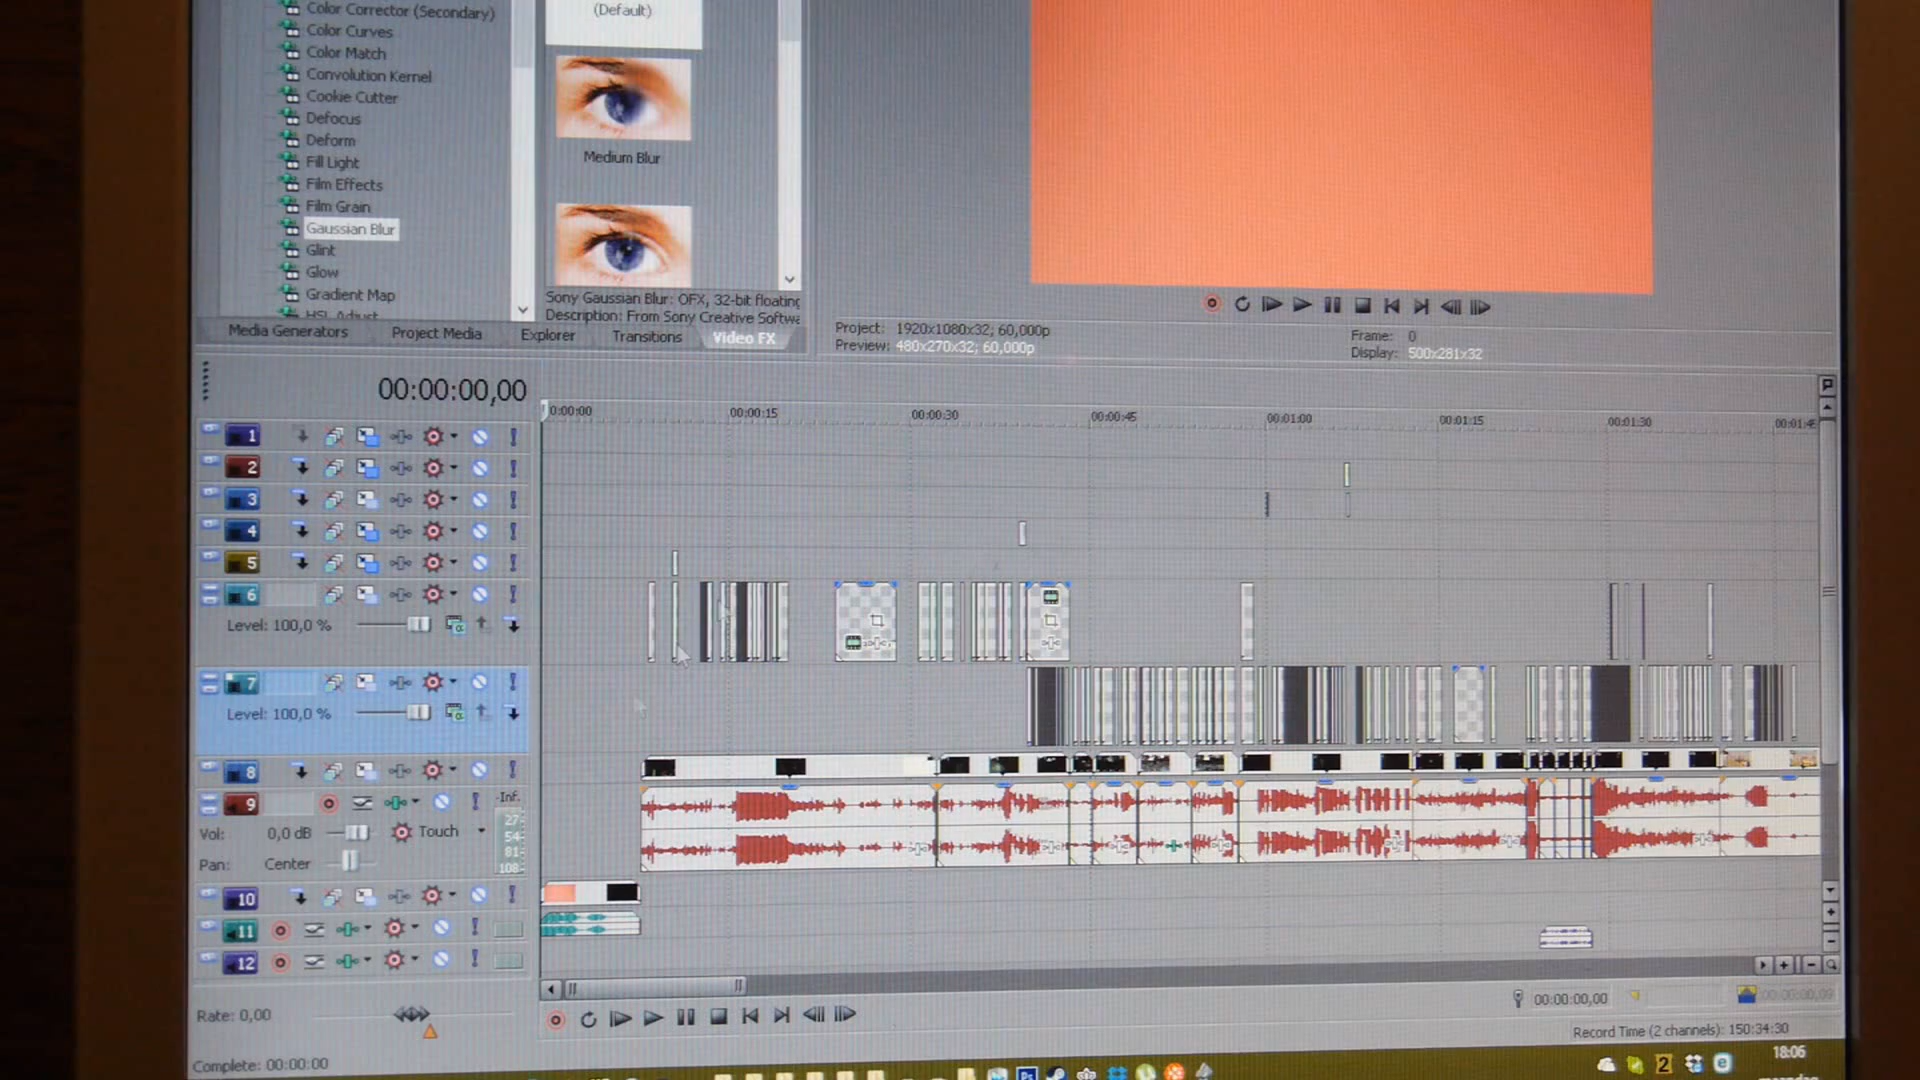 Color Corrector (Secondary)
Color Curves
Color Match
Convolution Kernel
Cookie Cutter
Defocus
Deform
Fill Light
Film Effects
Film Grain
Gaussian Blur
Glint
Glow
Gradient Map
HSL Adjust
(Default)
Medium Blur
Sony Gaussian Blur: OFX, 32-bit floating
Description: From Sony Creative Softwa
Media Generators Project Media Explorer Transitions Video FX
Project: 1920x1080x32; 60,000p
Preview: 480x270x32; 60,000p
Frame: 0
Display: 500x281x32
00:00:00,00
0:00:00 00:00:15 00:00:30 00:00:45 00:01:00 00:01:15 00:01:30 00:01:45
1
2
3
4
5
6
Level: 100,0 %
7
Level: 100,0 %
8
9
-Inf.
Vol: 0,0 dB Touch
Pan: Center
27
54
81
108
10
11
12
Rate: 0,00
00:00:00,00
Record Time (2 channels): 150:34:30
Complete: 00:00:00
Ps
2
18:06